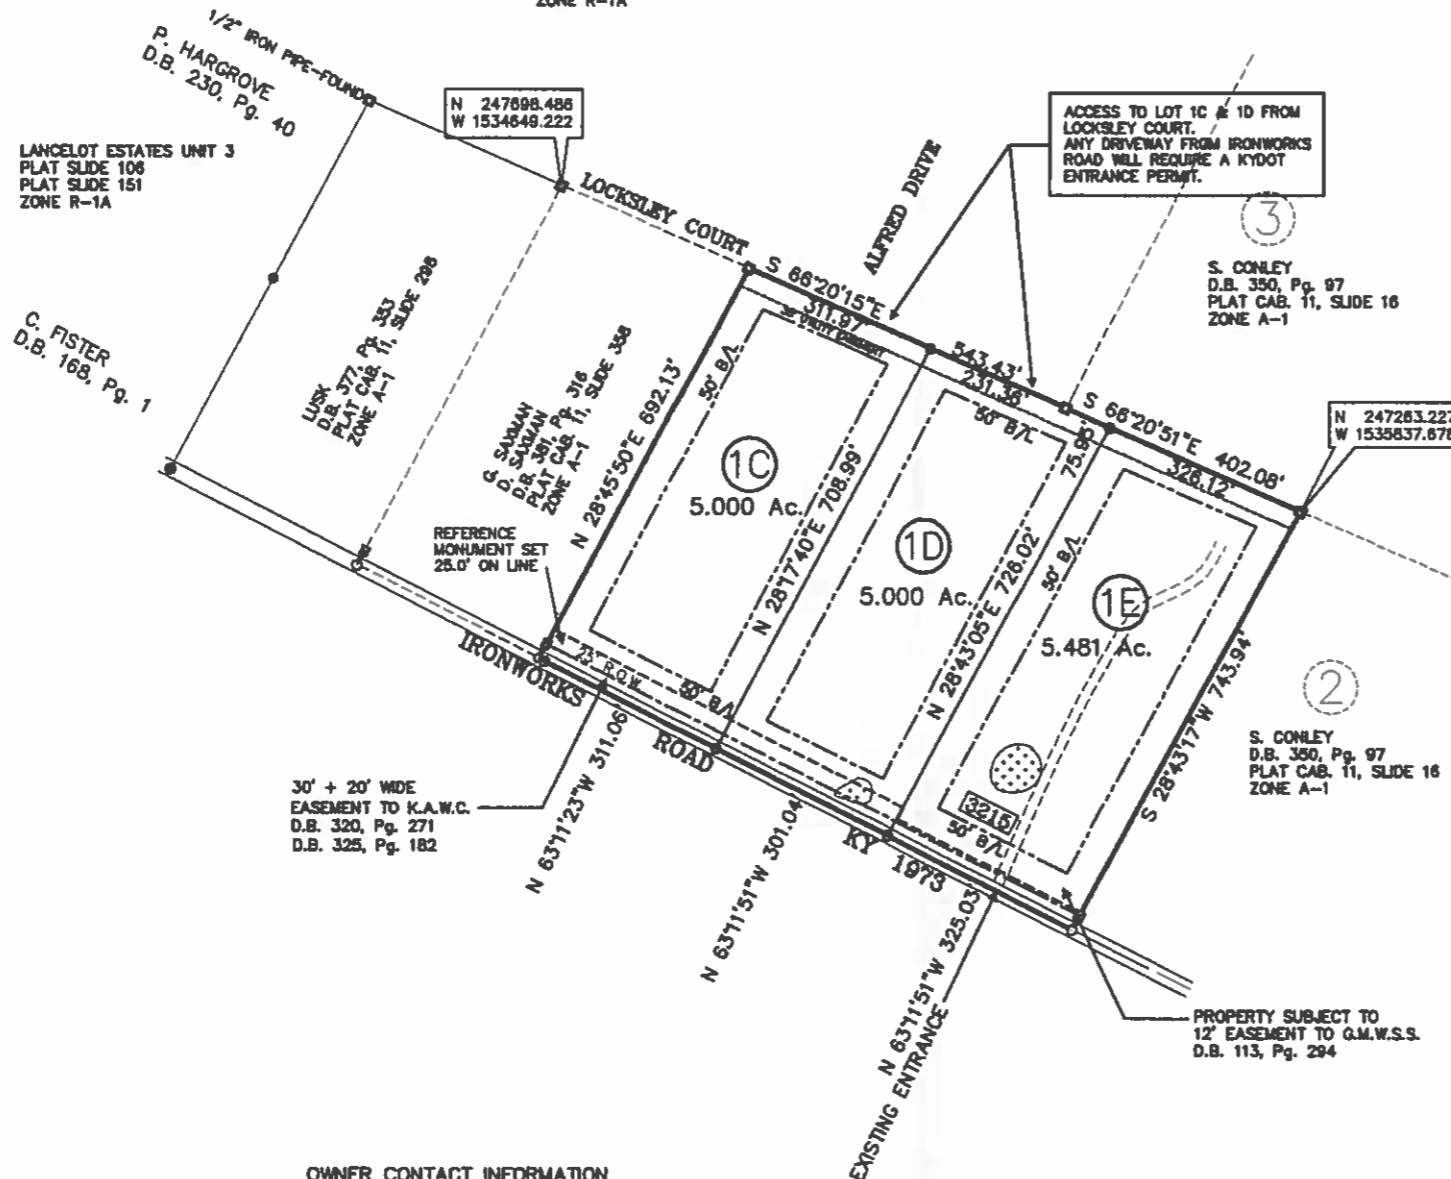 ZONE R-1A
1/2" IRON PIPE-FOUND
P. HARGROVE
D.B. 230, Pg. 40
N 247698.486
W 1534649.222
LANCELOT ESTATES UNIT 3
PLAT SLIDE 106
PLAT SLIDE 151
ZONE R-1A
LOCKSLEY COURT
ALFRED DRIVE
ACCESS TO LOT 1C & 1D FROM
LOCKSLEY COURT.
ANY DRIVEWAY FROM IRONWORKS
ROAD WILL REQUIRE A KYDOT
ENTRANCE PERMIT.
3
S. CONLEY
D.B. 350, Pg. 97
PLAT CAB. 11, SLIDE 16
ZONE A-1
C. FISTER
D.B. 168, Pg. 1
LUSK
D.B. 377, Pg. 353
PLAT CAB. 11, SLIDE 298
ZONE A-1
G. SAXMAN
D. SAXMAN
D.B. 381, Pg. 316
PLAT CAB. 11, SLIDE 358
ZONE A-1
S 66°20'15"E
311.97'
UTILITY EASEMENT
543.43'
231.36'
S 66°20'51"E
402.08'
326.12'
N 247263.227
W 1535637.678
N 28°45'50"E 692.13'
50' B/L
1C
5.000 Ac.
N 28°17'40"E 708.99'
50' B/L
1D
5.000 Ac.
N 28°43'05"E 726.02'
50' B/L
1E
5.481 Ac.
S 28°43'17"W 743.94'
2
S. CONLEY
D.B. 350, Pg. 97
PLAT CAB. 11, SLIDE 16
ZONE A-1
REFERENCE
MONUMENT SET
25.0' ON LINE
25' R.O.W.
50' B/L
3215
50' B/L
IRONWORKS ROAD KY 1973
30' + 20' WIDE
EASEMENT TO K.A.W.C.
D.B. 320, Pg. 271
D.B. 325, Pg. 182
N 63°11'23"W 311.06'
N 63°11'51"W 301.04'
N 63°11'51"W 325.03'
EXISTING ENTRANCE
PROPERTY SUBJECT TO
12' EASEMENT TO G.M.W.S.S.
D.B. 113, Pg. 294
OWNER CONTACT INFORMATION